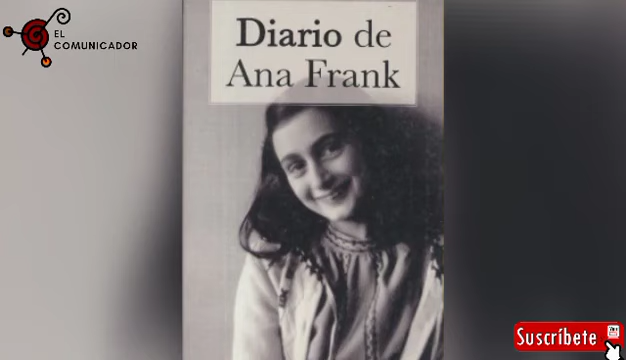 EL
COMUNICADOR
Diario de
Ana Frank
Suscríbete